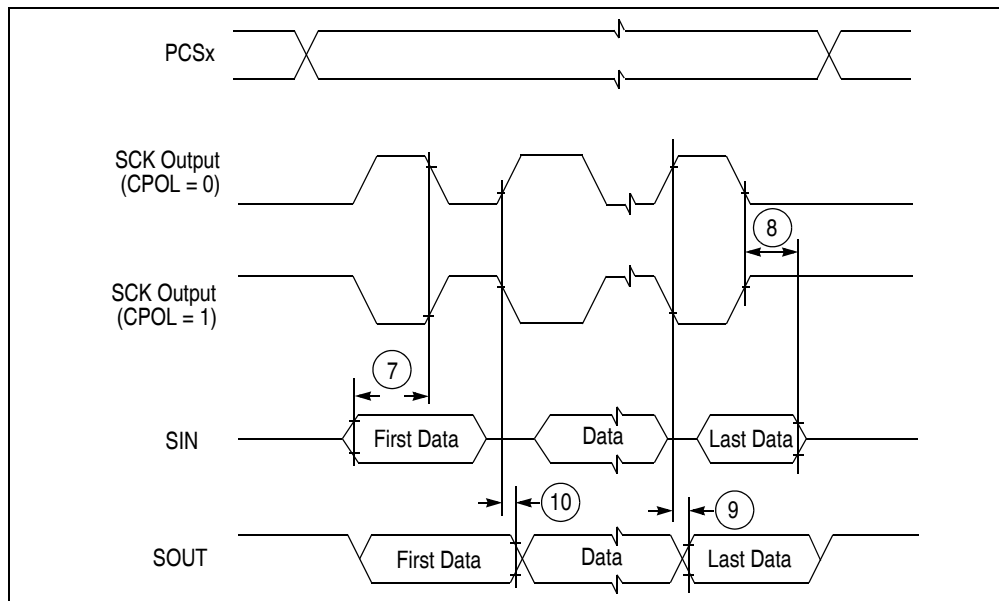 PCSx
SCK Output
(CPOL = 0)
8
SCK Output
(CPOL = 1)
7
SIN
First Data
Data
Last Data
10
9
SOUT
First Data
Data
Last Data